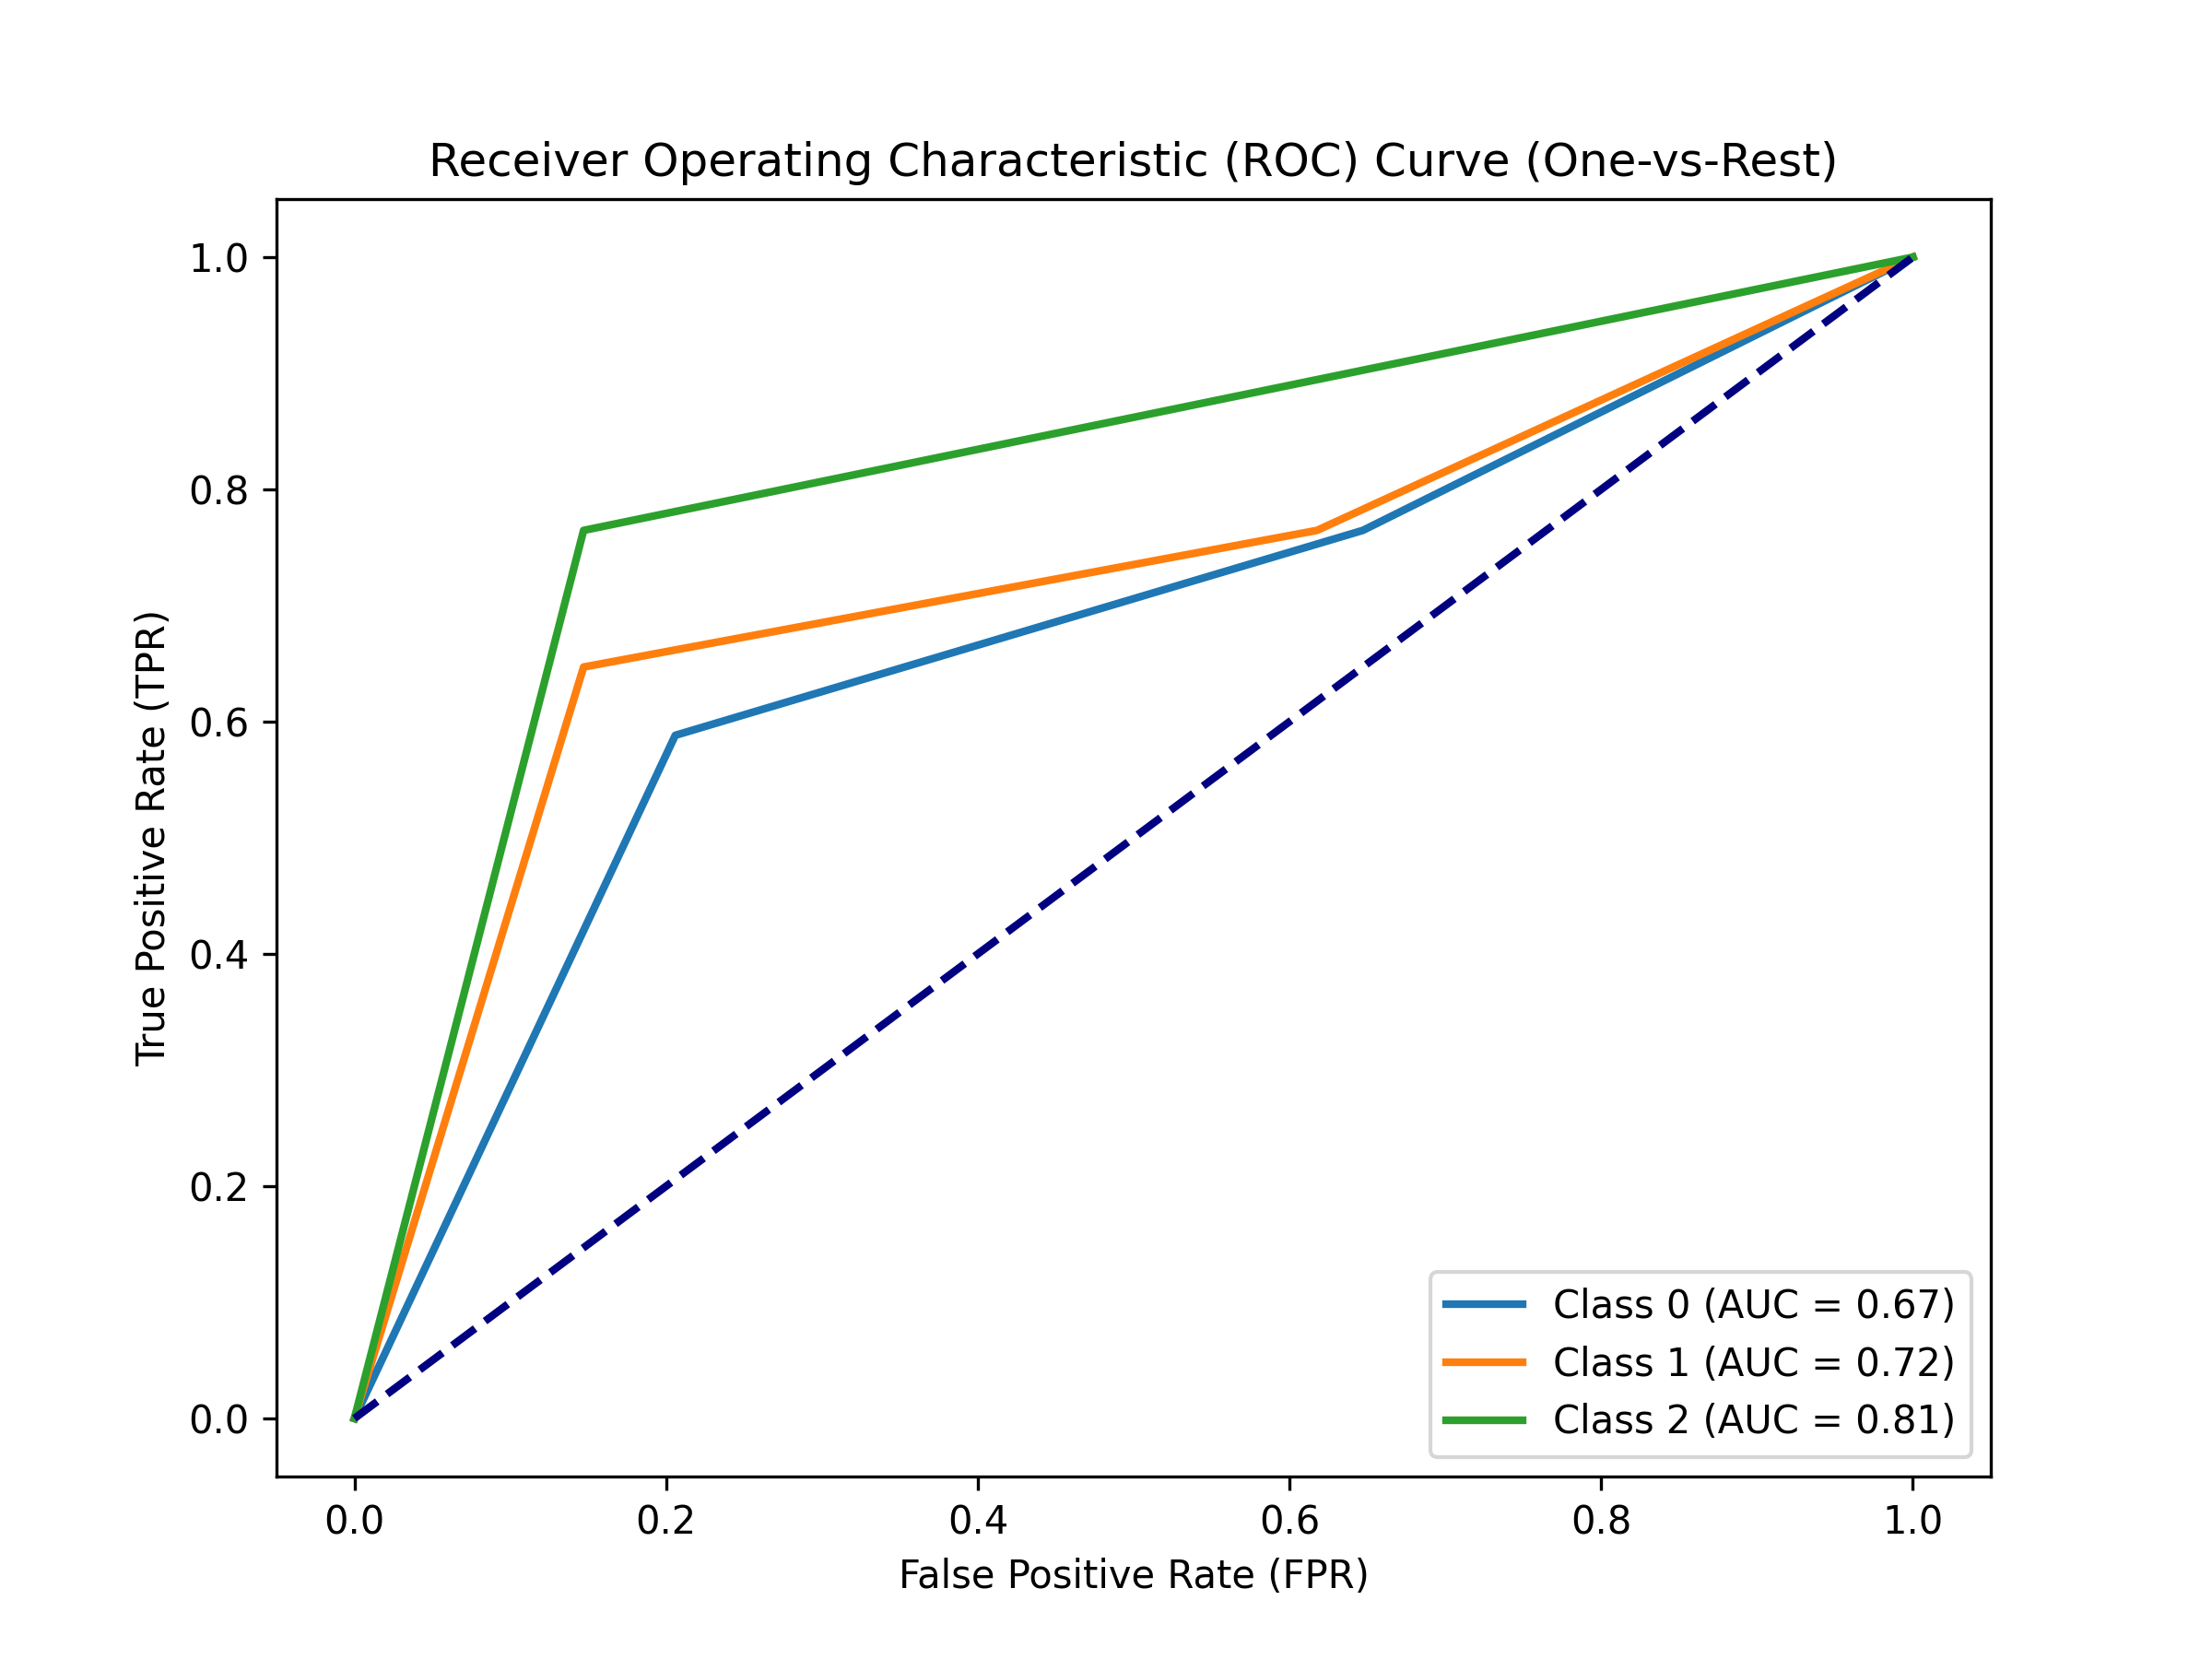 Receiver Operating Characteristic (ROC) Curve (One-vs-Rest)
True Positive Rate (TPR)
1.0
0.8
0.6
0.4
0.2
0.0
Class 0 (AUC = 0.67)
Class 1 (AUC = 0.72)
Class 2 (AUC = 0.81)
0.0 0.2 0.4 0.6 0.8 1.0
False Positive Rate (FPR)